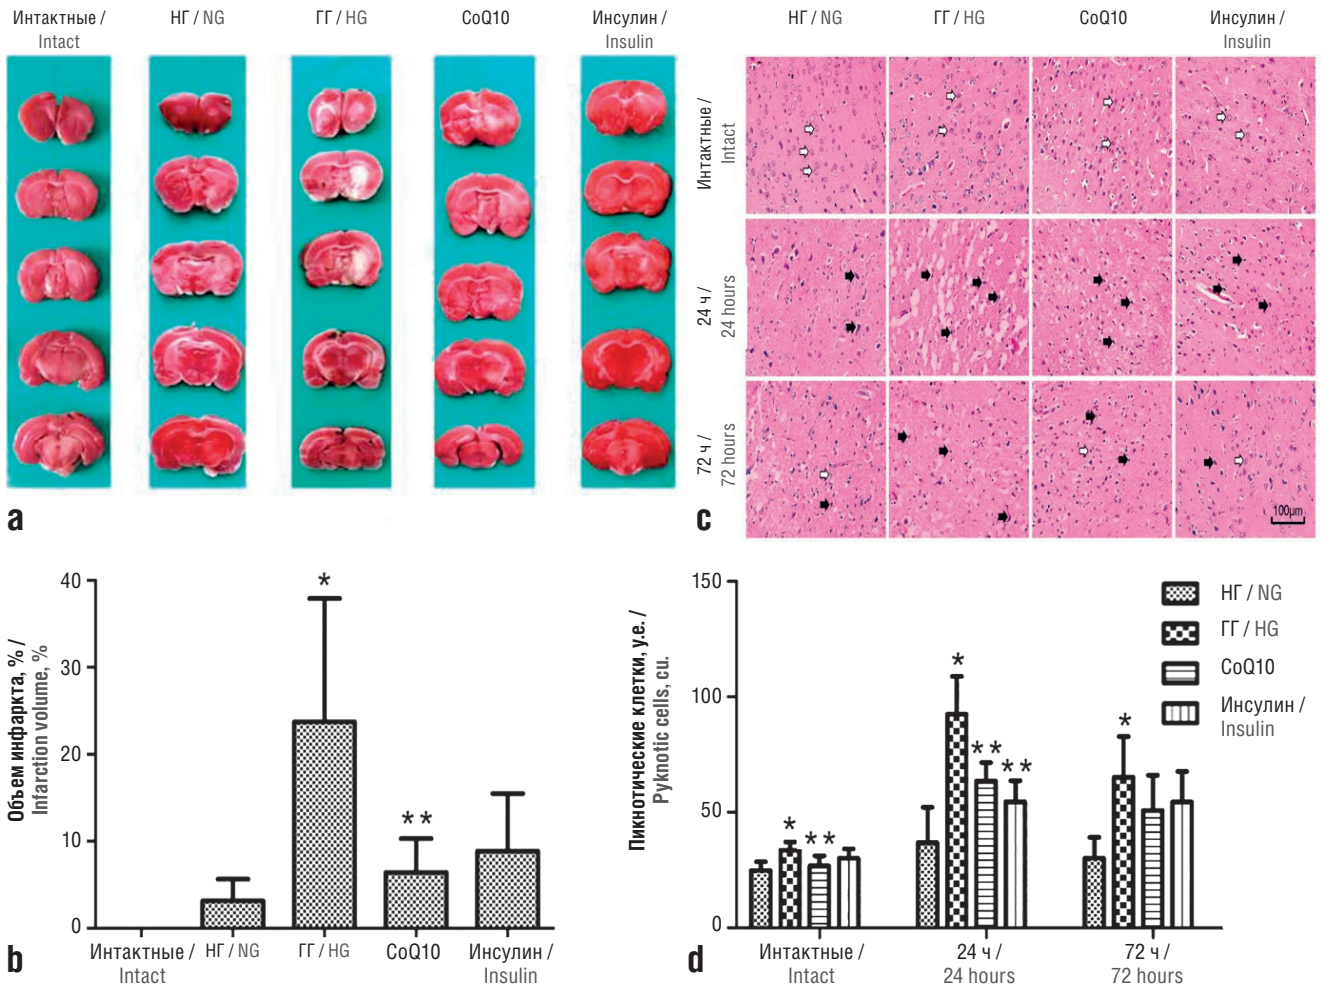 Интактные /
Intact
НГ / NG
ГГ / HG
CoQ10
Инсулин /
Insulin
a
НГ / NG
ГГ / HG
CoQ10
Инсулин /
Insulin
Интактные /
Intact
24 ч /
24 hours
72 ч /
72 hours
100µm
c
Объем инфаркта, % /
Infarction volume, %
40
30
20
10
0
*
**
Интактные /
Intact
НГ / NG
ГГ / HG
CoQ10
Инсулин /
Insulin
b
Пикнотические клетки, у.е. /
Pyknotic cells, cu.
150
100
50
0
*
**
*
**
**
*
НГ / NG
ГГ / HG
CoQ10
Инсулин /
Insulin
Интактные /
Intact
24 ч /
24 hours
72 ч /
72 hours
d